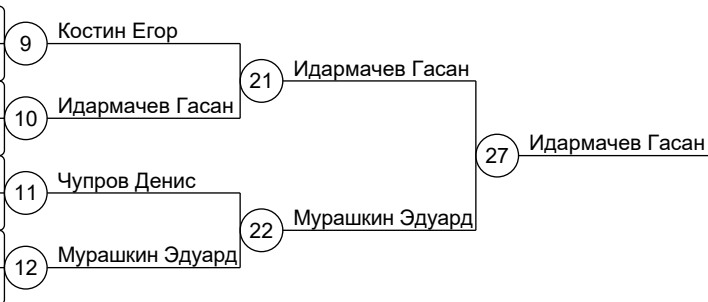 9
Костин Егор
21
Идармачев Гасан
10
Идармачев Гасан
27
Идармачев Гасан
11
Чупров Денис
22
Мурашкин Эдуард
12
Мурашкин Эдуард